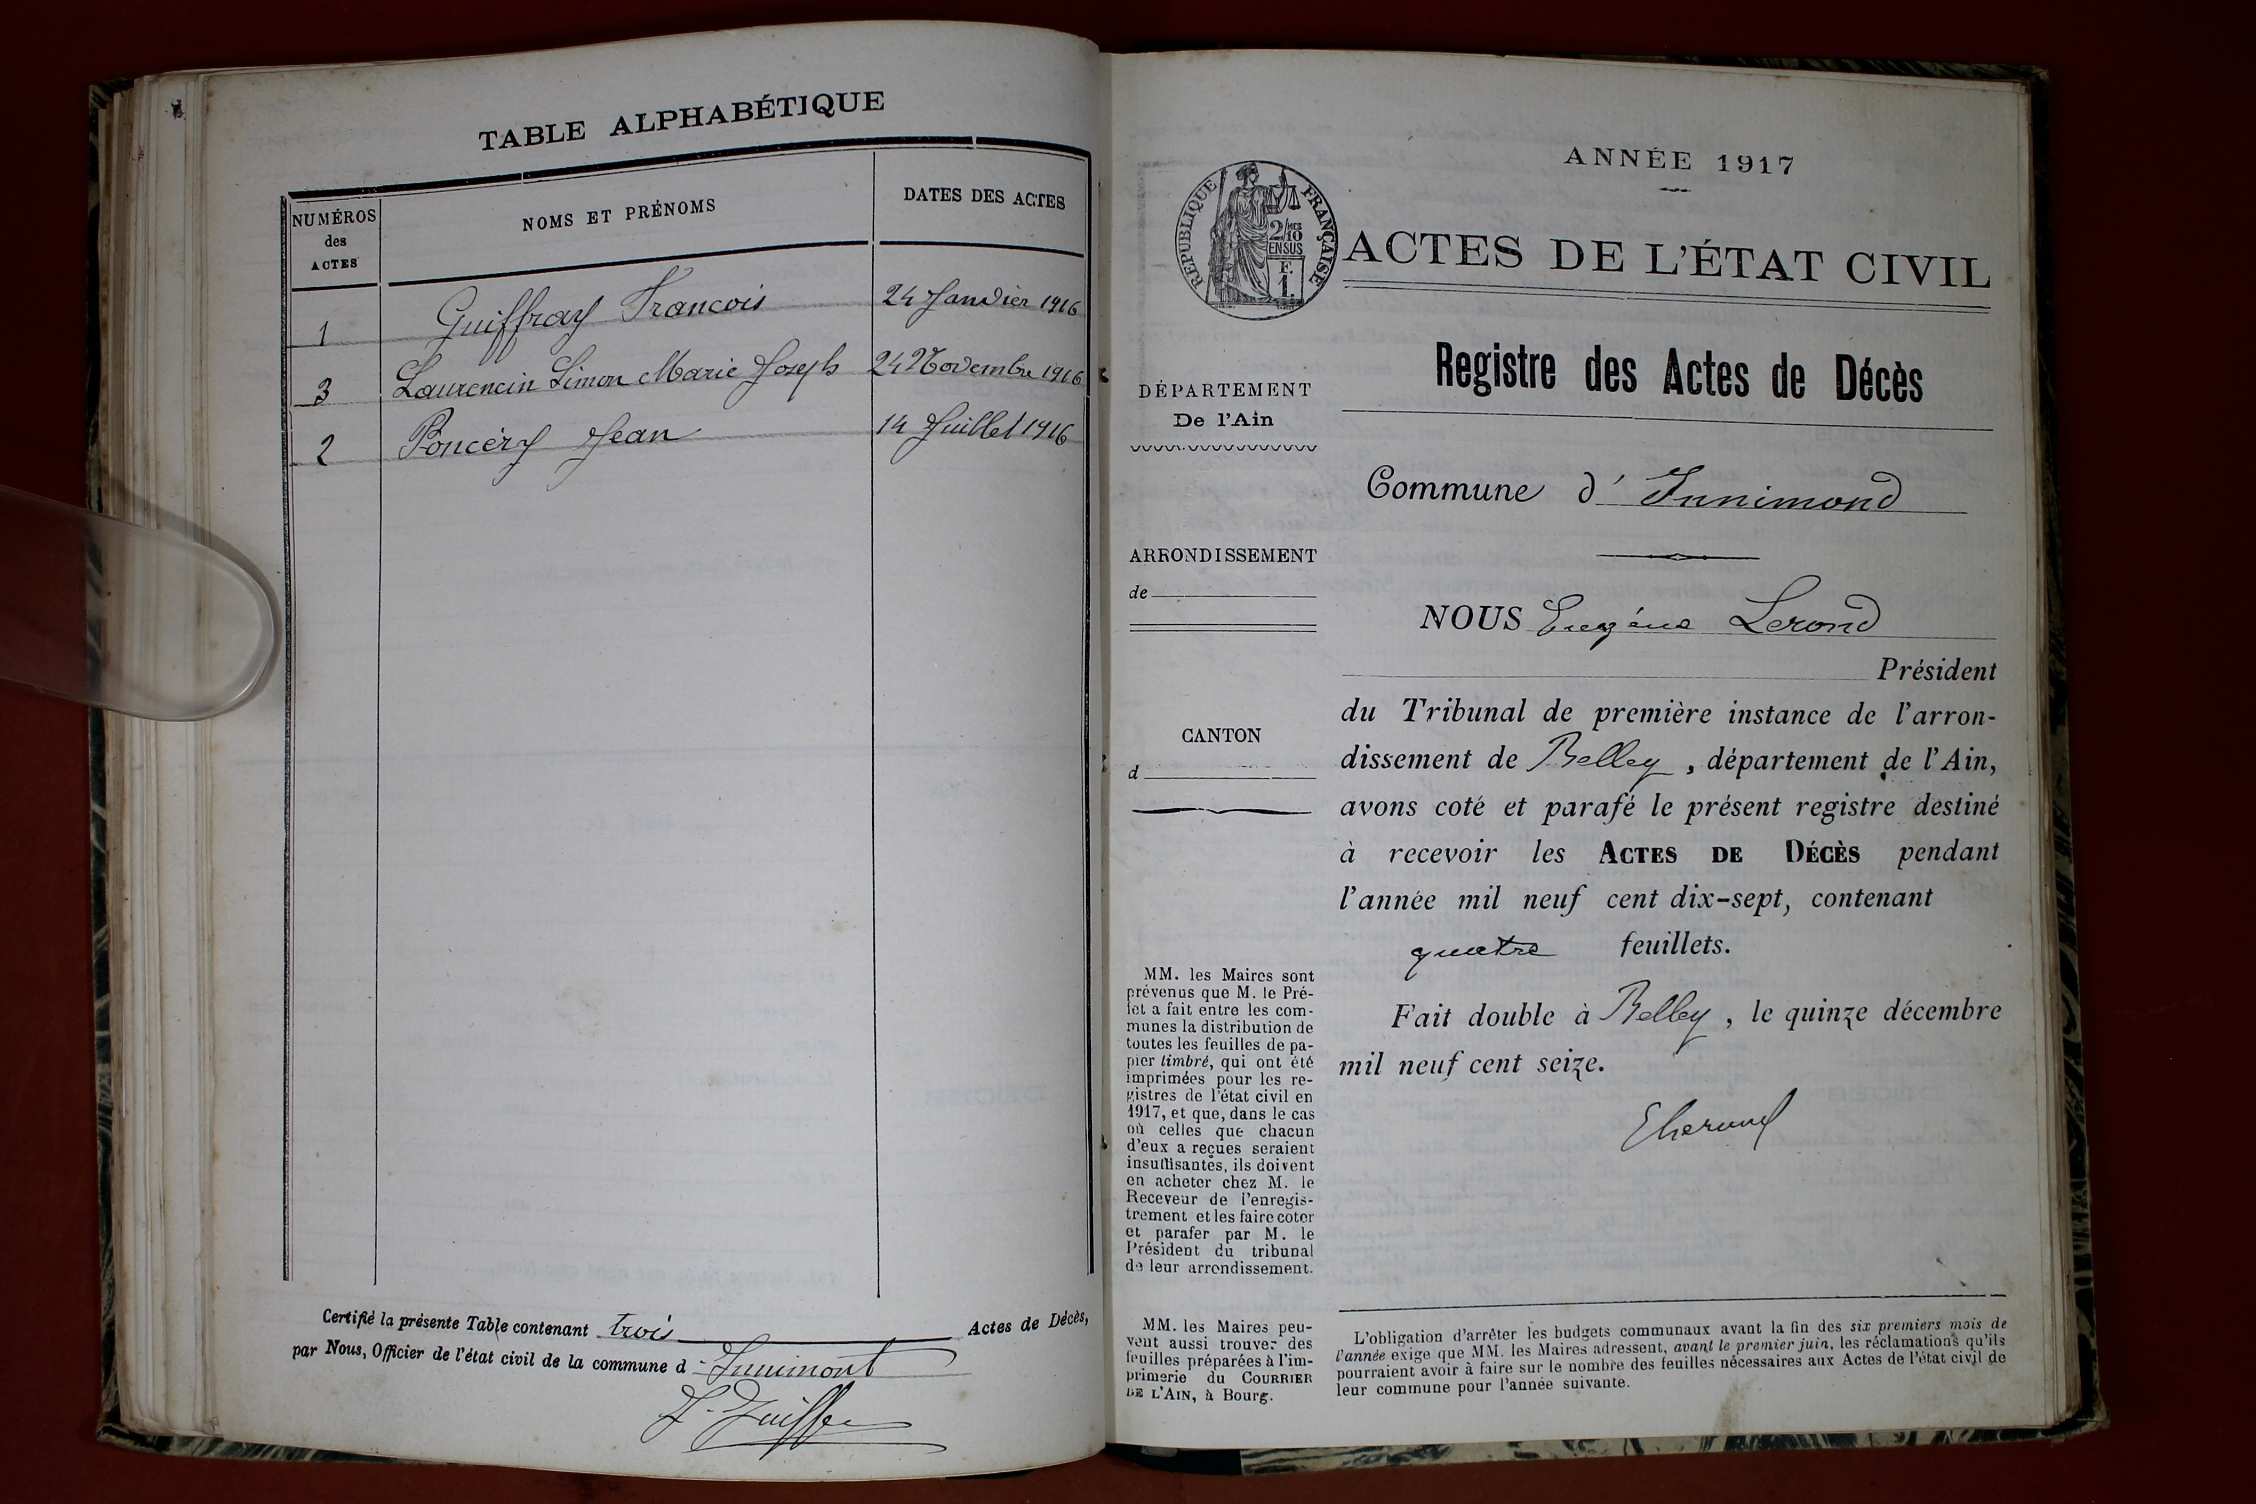 TABLE ALPHABÉTIQUE
NUMÉROS
des
ACTES
NOMS ET PRÉNOMS
DATES DES ACTES
1 Guiffray Francois 24 Janvier 1916
3 Laurencin Simon Marie Joseph 24 Novembre 1916
2 Poncéry Jean 14 Juillet 1916
Certifié la présente Table contenant trois Actes de Décès,
par Nous, Officier de l'état civil de la commune d Innimont
ANNÉE 1917
RÉPUBLIQUE FRANÇAISE
2/10
EN SUS
F.
1.
ACTES DE L'ÉTAT CIVIL
Registre des Actes de Décès
DÉPARTEMENT
De l'Ain
Commune d' Innimond
ARRONDISSEMENT
de
NOUS Eugéne Lerond
Président
du Tribunal de première instance de l'arron-
dissement de Belley, département de l'Ain,
avons coté et parafé le présent registre destiné
à recevoir les ACTES DE DÉCÈS pendant
l'année mil neuf cent dix-sept, contenant
quatre feuillets.
Fait double à Belley, le quinze décembre
mil neuf cent seize.
CANTON
d
MM. les Maires sont
prévenus que M. le Pré-
fet a fait entre les com-
munes la distribution de
toutes les feuilles de pa-
pier timbré, qui ont été
imprimées pour les re-
gistres de l'état civil en
1917, et que, dans le cas
où celles que chacun
d'eux a reçues seraient
insuffisantes, ils doivent
en acheter chez M. le
Receveur de l'enregis-
trement et les faire coter
et parafer par M. le
Président du tribunal
de leur arrondissement.
MM. les Maires peu-
vent aussi trouver des
feuilles préparées à l'im-
primerie du COURRIER
DE L'AIN, à Bourg.
L'obligation d'arrêter les budgets communaux avant la fin des six premiers mois de
l'année exige que MM. les Maires adressent, avant le premier juin, les réclamations qu'ils
pourraient avoir à faire sur le nombre des feuilles nécessaires aux Actes de l'état civil de
leur commune pour l'année suivante.